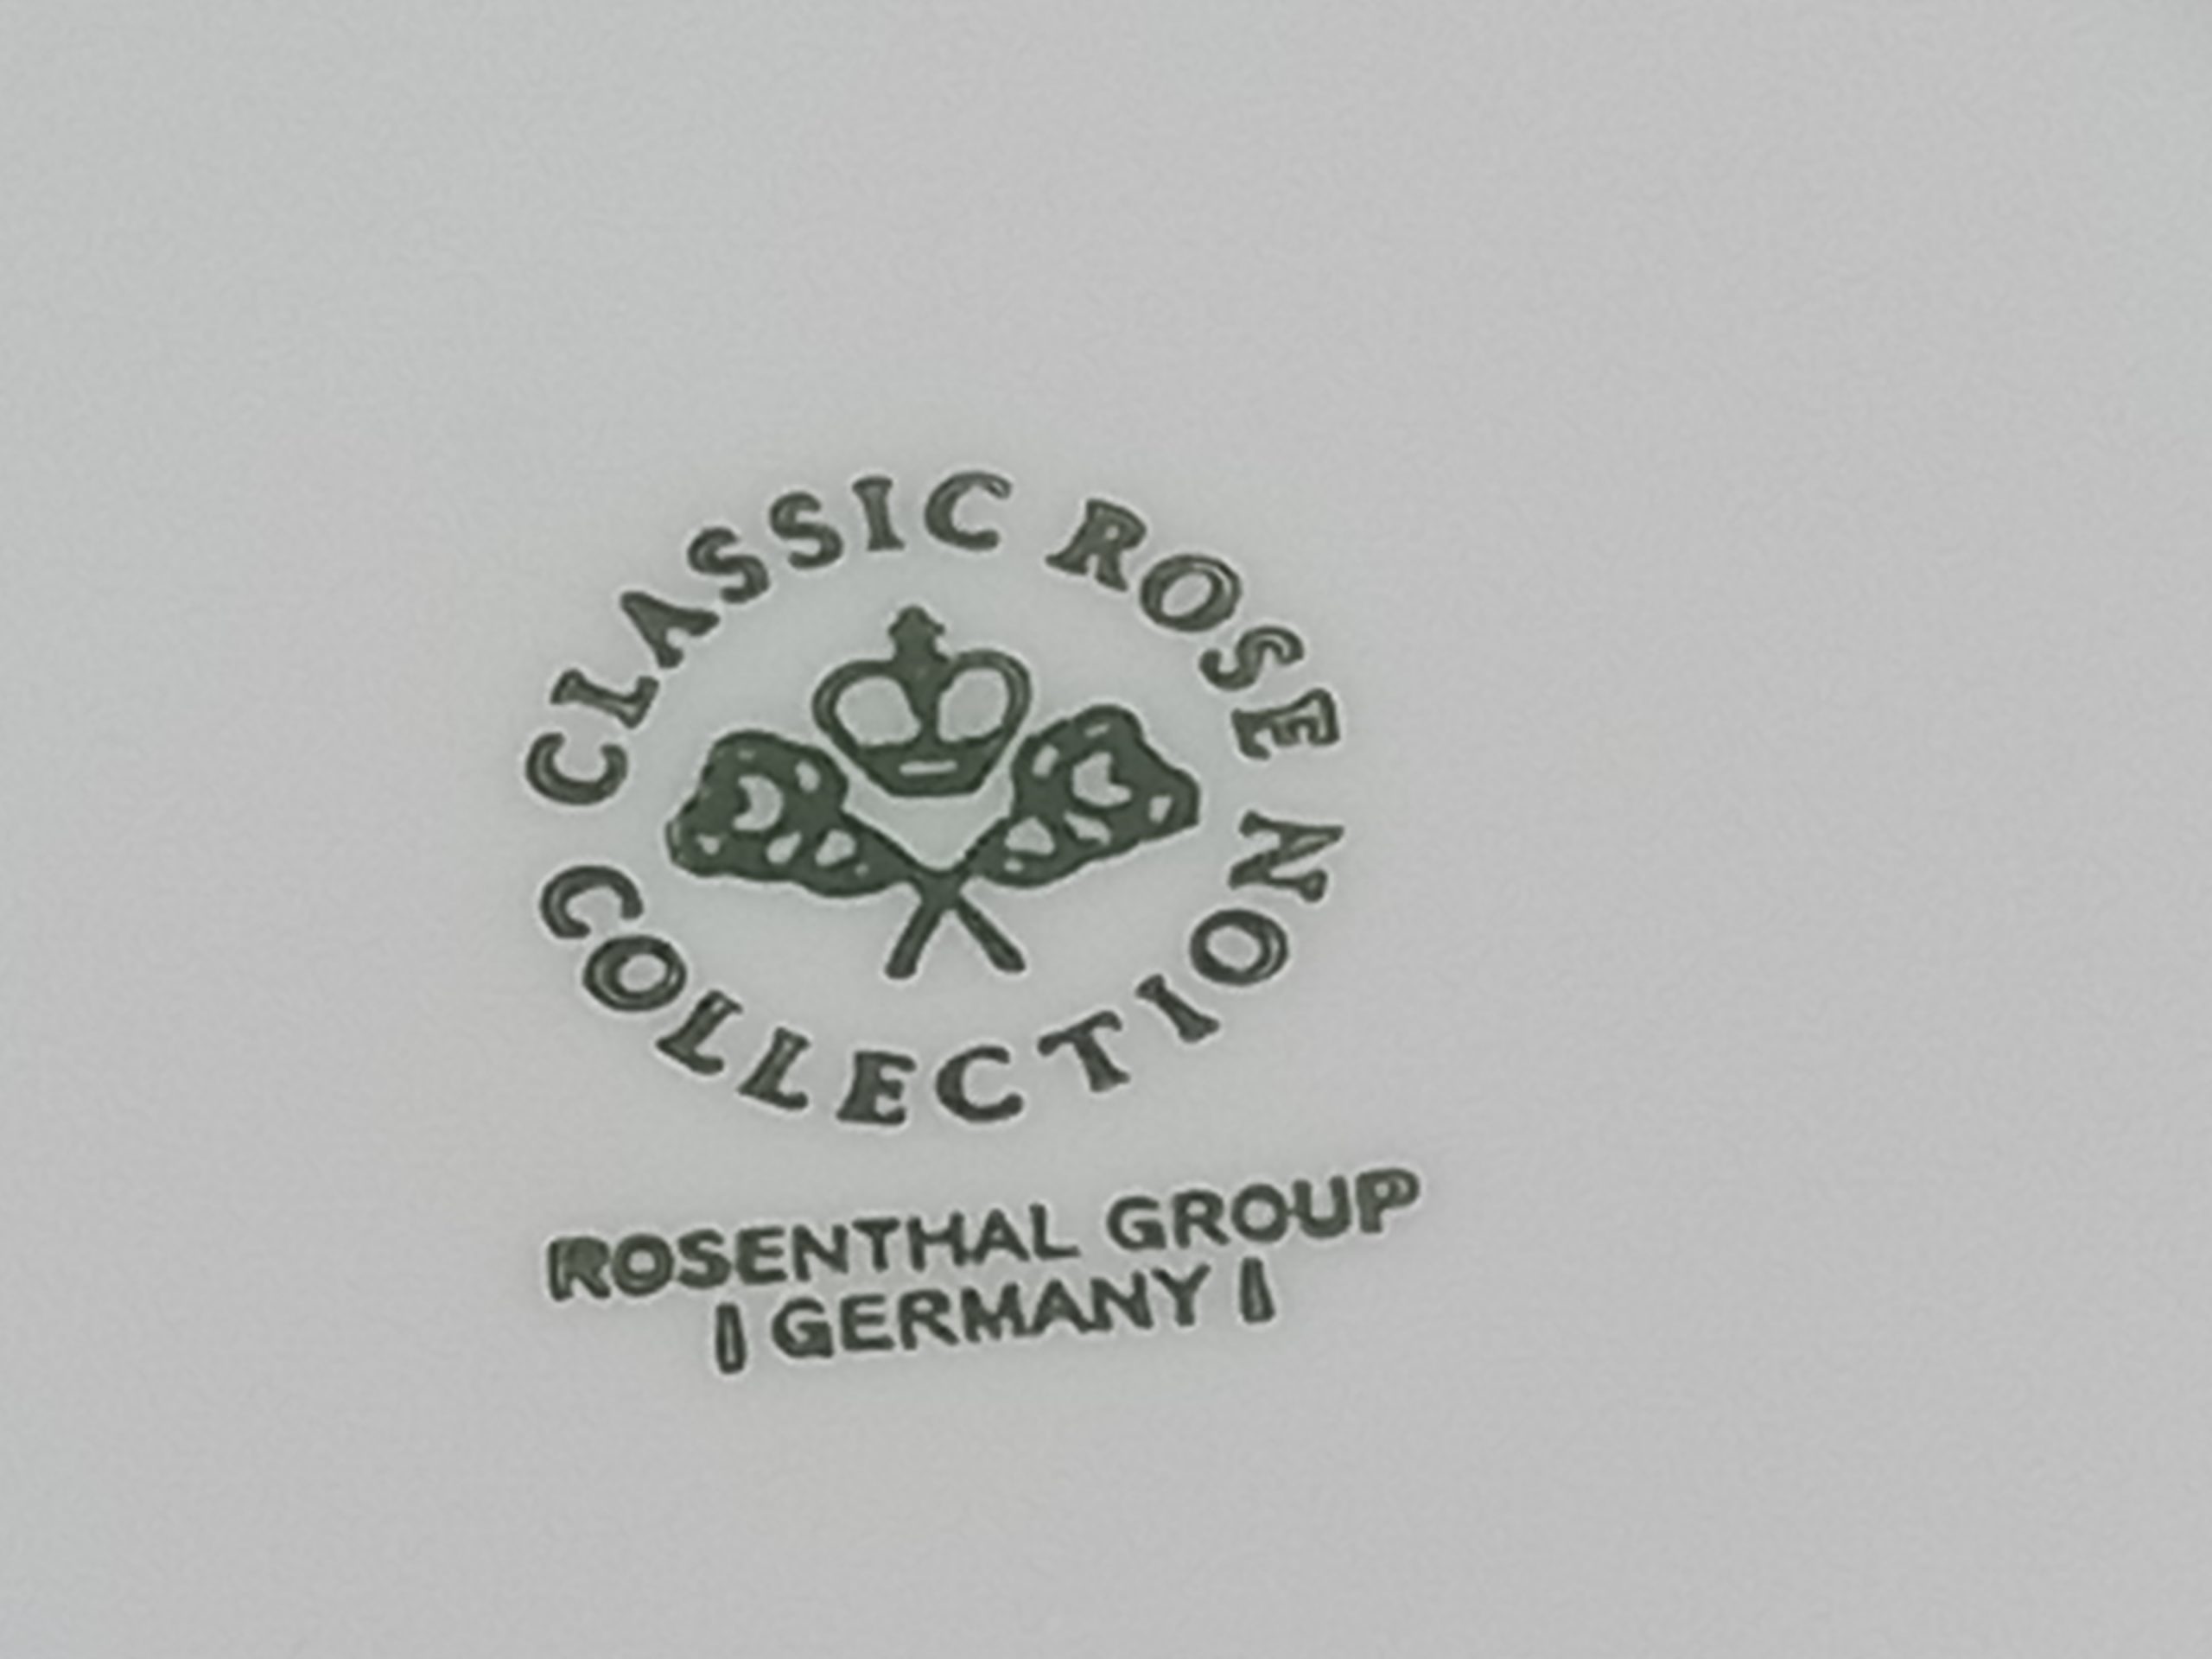 CLASSIC ROSE
COLLECTION
ROSENTHAL GROUP
| GERMANY |